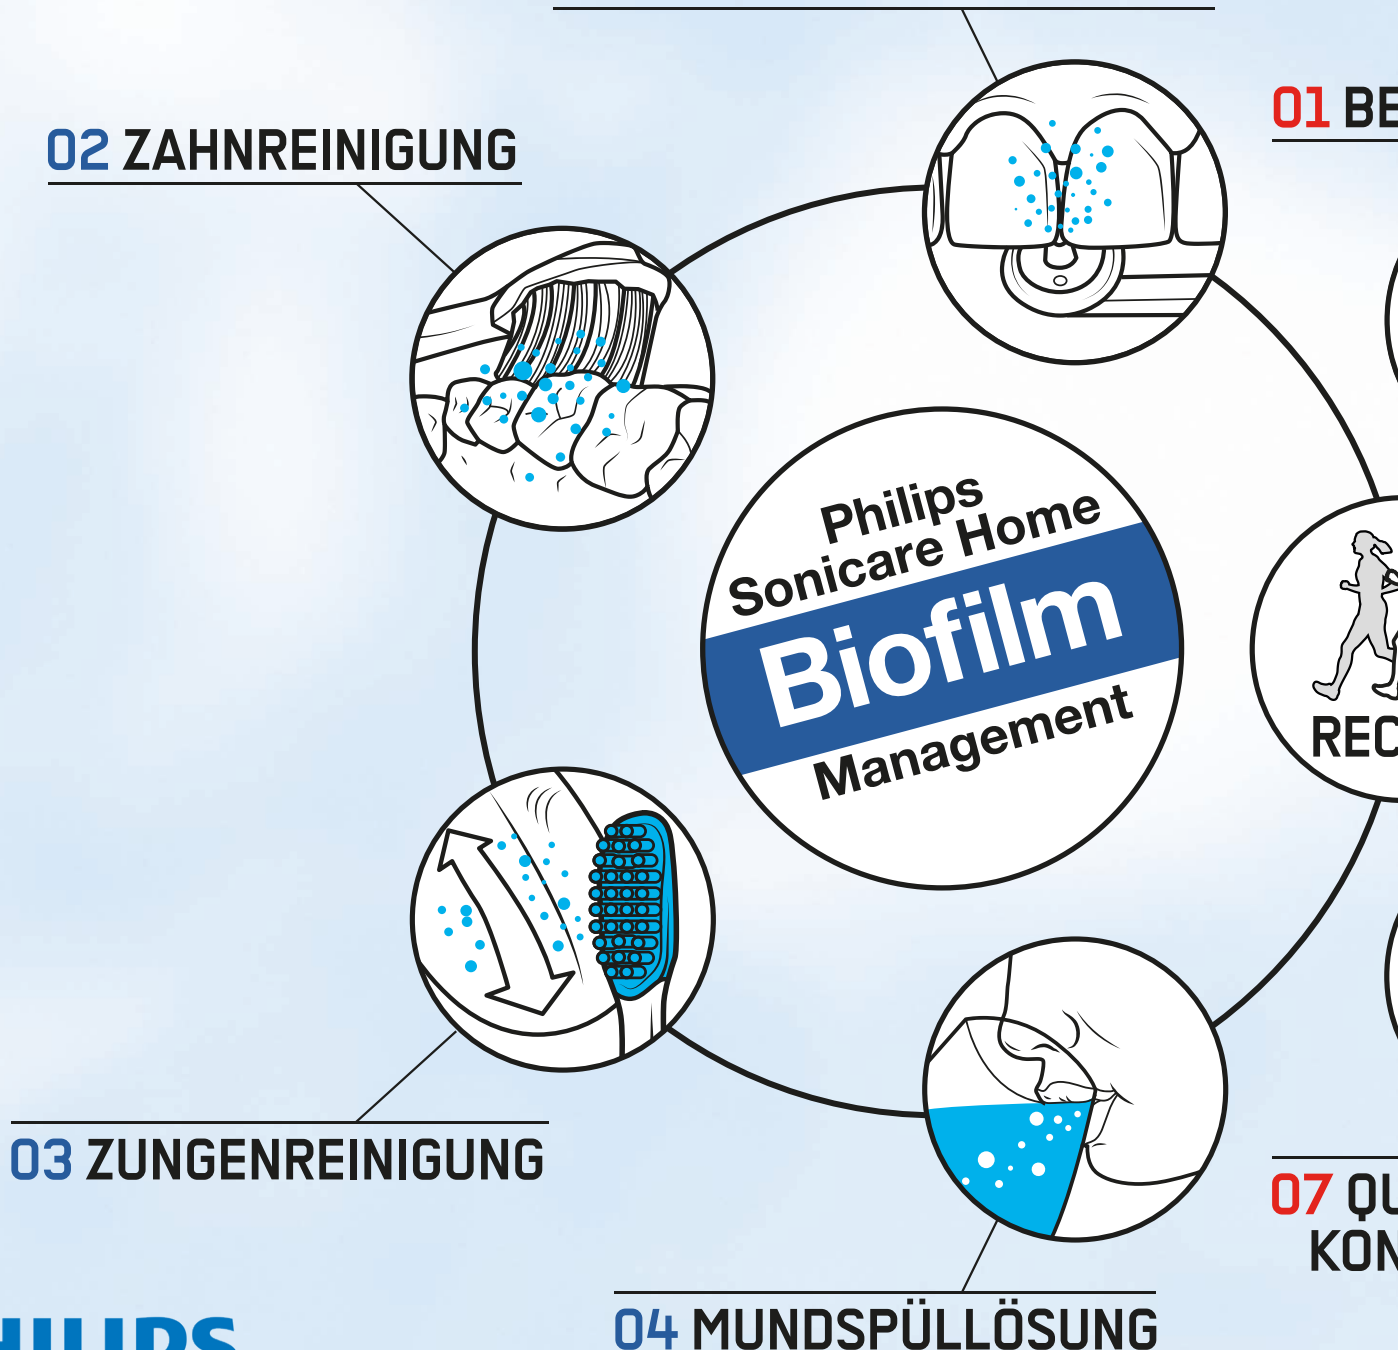 02 ZAHNREINIGUNG
01
Philips
Sonicare Home
Biofilm
Management
03 ZUNGENREINIGUNG
07
04 MUNDSPÜLLÖSUNG